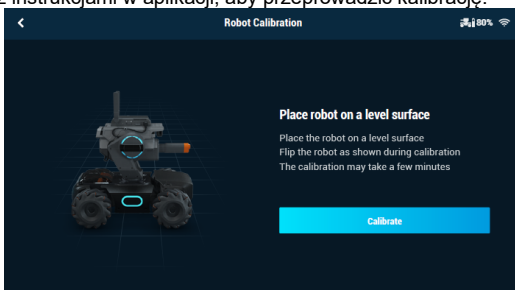 z instrukcjami w aplikacji, aby przeprowadzić kalibrację.
Robot Calibration
80%
Place robot on a level surface
Place the robot on a level surface
Flip the robot as shown during calibration
The calibration may take a few minutes
Calibrate